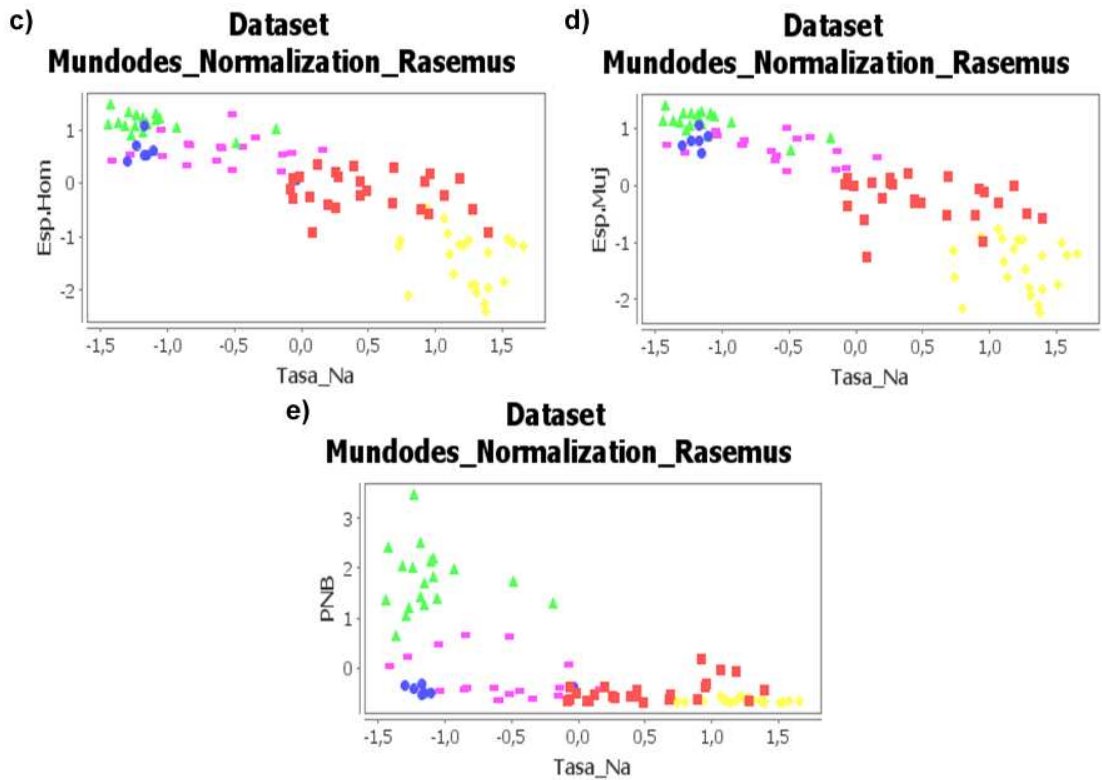 c)
Dataset
Mundodes_Normalization_Rasemus
Esp.Hom
1
0
-1
-2
-1,5 -1,0 -0,5 0,0 0,5 1,0 1,5
Tasa_Na
d)
Dataset
Mundodes_Normalization_Rasemus
Esp.Muj
1
0
-1
-2
-1,5 -1,0 -0,5 0,0 0,5 1,0 1,5
Tasa_Na
e)
Dataset
Mundodes_Normalization_Rasemus
PNB
3
2
1
0
-1,5 -1,0 -0,5 0,0 0,5 1,0 1,5
Tasa_Na